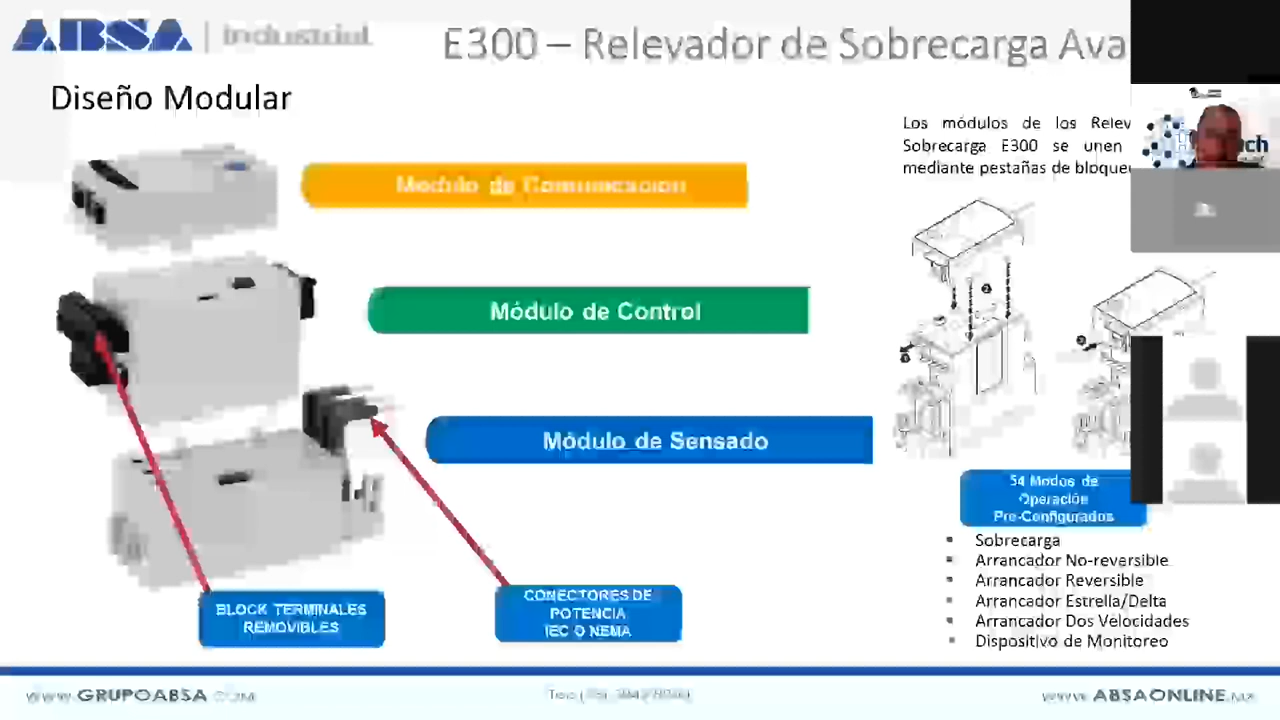 ABSA | Industrial
E300 – Relevador de Sobrecarga Ava
Diseño Modular
Los módulos de los Relev
Sobrecarga E300 se unen
mediante pestañas de bloque
Modulo de Comunicacion
Módulo de Control
Módulo de Sensado
54 Modos de
Operación
Pre-Configurados
Sobrecarga
Arrancador No-reversible
Arrancador Reversible
Arrancador Estrella/Delta
Arrancador Dos Velocidades
Dispositivo de Monitoreo
BLOCK TERMINALES
REMOVIBLES
CONECTORES DE
POTENCIA
IEC O NEMA
WWW.GRUPOABSA.COM
WWW.ABSAONLINE.MX